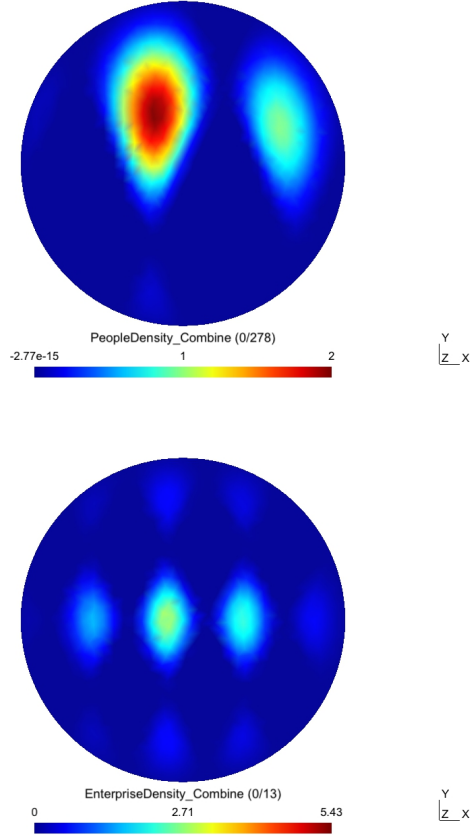 PeopleDensity_Combine (0/278)
-2.77e-15 1 2
Y
Z X
EnterpriseDensity_Combine (0/13)
0 2.71 5.43
Y
Z X